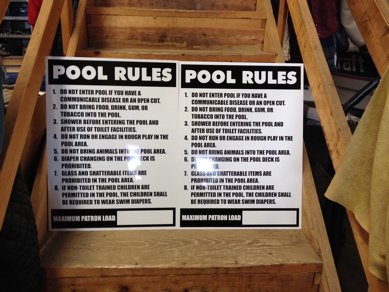 POOL RULES
1. DO NOT ENTER POOL IF YOU HAVE A
COMMUNICABLE DISEASE OR AN OPEN CUT.
2. DO NOT BRING FOOD, DRINK, GUM, OR
TOBACCO INTO THE POOL.
3. SHOWER BEFORE ENTERING THE POOL AND
AFTER USE OF TOILET FACILITIES.
4. DO NOT RUN OR ENGAGE IN ROUGH PLAY IN THE
POOL AREA.
5. DO NOT BRING ANIMALS INTO THE POOL AREA.
6. DIAPER CHANGING ON THE POOL DECK IS
PROHIBITED.
7. GLASS AND SHATTERABLE ITEMS ARE
PROHIBITED IN THE POOL AREA.
8. IF NON-TOILET TRAINED CHILDREN ARE
PERMITTED IN THE POOL, THE CHILDREN SHALL
BE REQUIRED TO WEAR SWIM DIAPERS.
MAXIMUM PATRON LOAD
POOL RULES
1. DO NOT ENTER POOL IF YOU HAVE A
COMMUNICABLE DISEASE OR AN OPEN CUT.
2. DO NOT BRING FOOD, DRINK, GUM, OR
TOBACCO INTO THE POOL.
3. SHOWER BEFORE ENTERING THE POOL AND
AFTER USE OF TOILET FACILITIES.
4. DO NOT RUN OR ENGAGE IN ROUGH PLAY IN THE
POOL AREA.
5. DO NOT BRING ANIMALS INTO THE POOL AREA.
6. DIAPER CHANGING ON THE POOL DECK IS
PROHIBITED.
7. GLASS AND SHATTERABLE ITEMS ARE
PROHIBITED IN THE POOL AREA.
8. IF NON-TOILET TRAINED CHILDREN ARE
PERMITTED IN THE POOL, THE CHILDREN SHALL
BE REQUIRED TO WEAR SWIM DIAPERS.
MAXIMUM PATRON LOAD